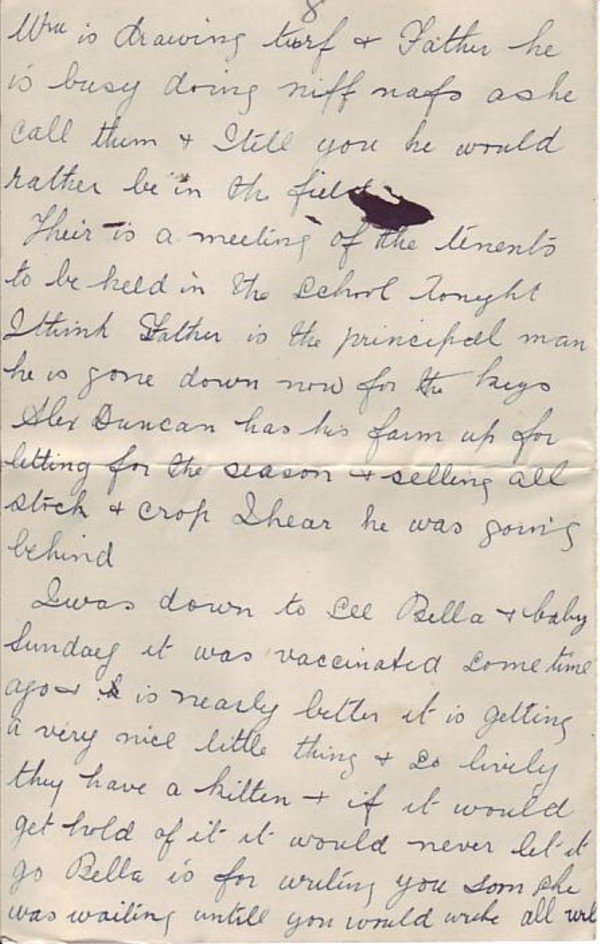 8
Wm is drawing turf & Father he
is busy doing niff nafs as he
call them & I tell you he would
rather be in the field
Their is a meeting of the tenents
to be held in the School tonight
I think Father is the principel man
he is gone down now for the keys
Alex Duncan has his farm up for
letting for the season & selling all
stock & crop I hear he was going
behind
I was down to see Bella & baby
Sunday it was vaccinated some time
ago & is nearly better it is getting
a very nice little thing & so lively
they have a kitten & if it would
get hold of it it would never let it
go Bella is for writing you soon she
was waiting untill you would write all